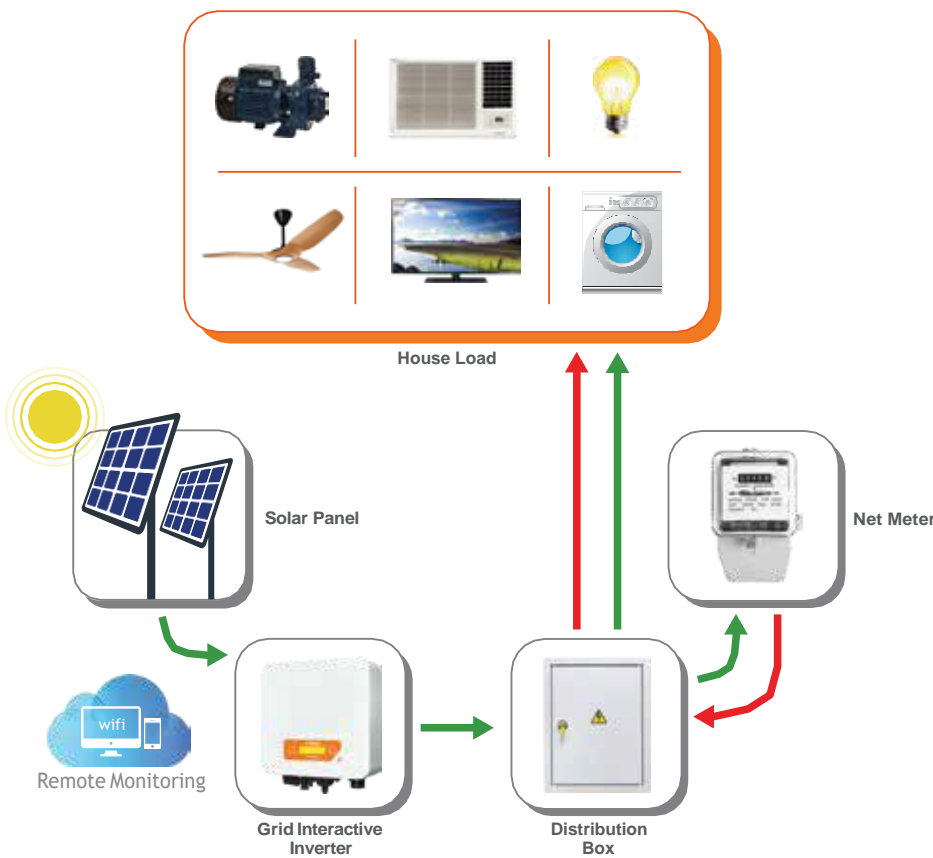 House Load
Solar Panel
Net Meter
wifi
Remote Monitoring
Grid Interactive
Inverter
Distribution
Box